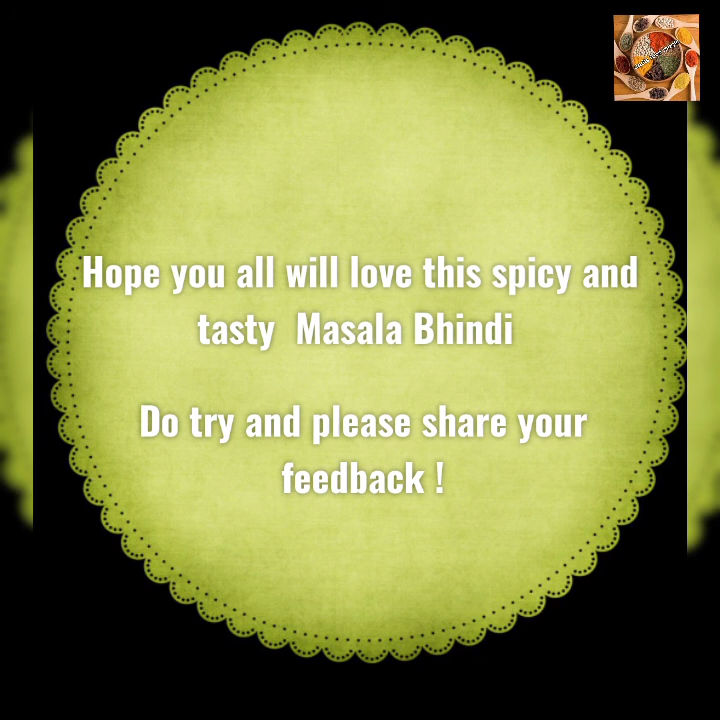 Hope you all will love this spicy and
tasty  Masala Bhindi
Do try and please share your
feedback !